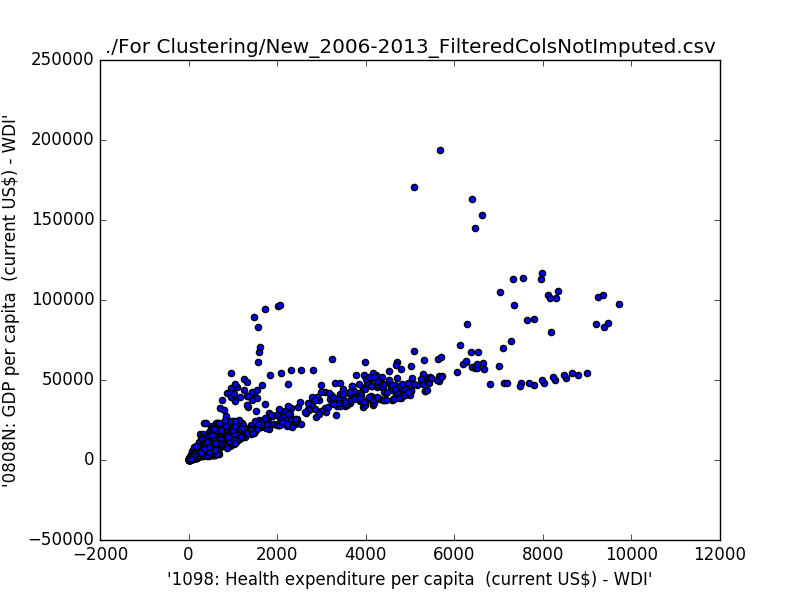 ./For Clustering/New_2006-2013_FilteredColsNotImputed.csv
250000
200000
150000
100000
50000
0
−50000
'0808N: GDP per capita  (current US$) - WDI'
−2000 0 2000 4000 6000 8000 10000 12000
'1098: Health expenditure per capita  (current US$) - WDI'